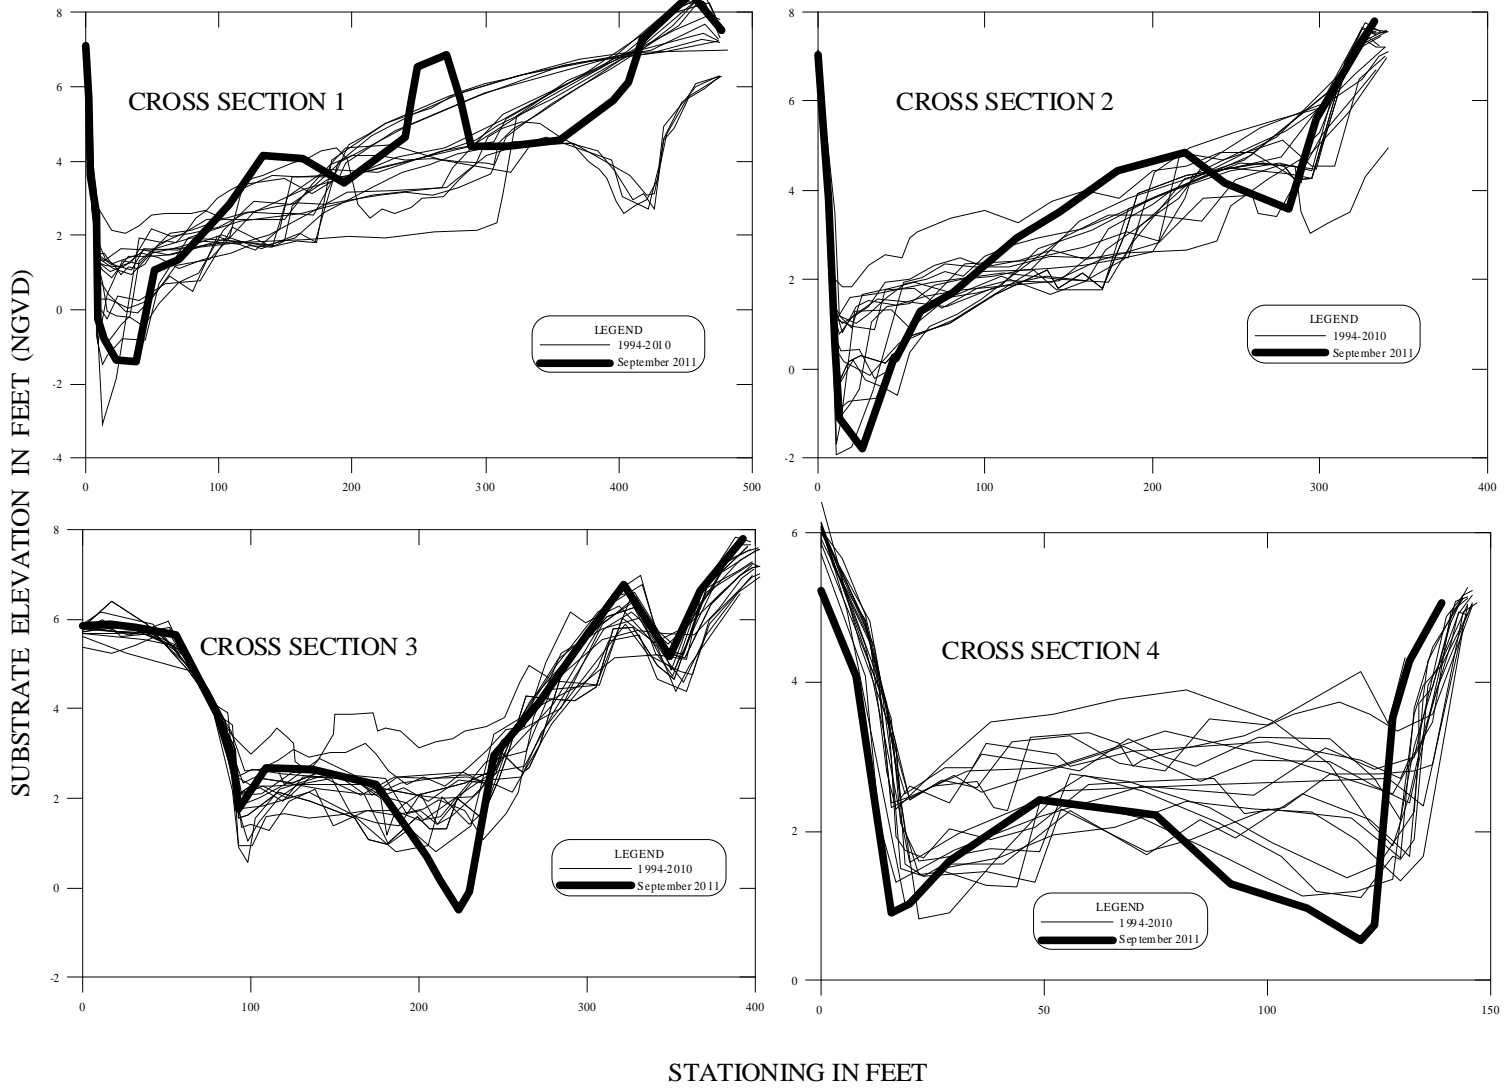 SUBSTRATE ELEVATION IN FEET (NGVD)
8
6
4
2
0
-2
-4
0 100 200 300 400 500
CROSS SECTION 1
LEGEND
1994-2010
September 2011
8
6
4
2
0
-2
0 100 200 300 400
CROSS SECTION 2
LEGEND
1994-2010
September 2011
8
6
4
2
0
-2
0 100 200 300 400
CROSS SECTION 3
LEGEND
1994-2010
September 2011
6
4
2
0
0 50 100 150
CROSS SECTION 4
LEGEND
1994-2010
September 2011
STATIONING IN FEET